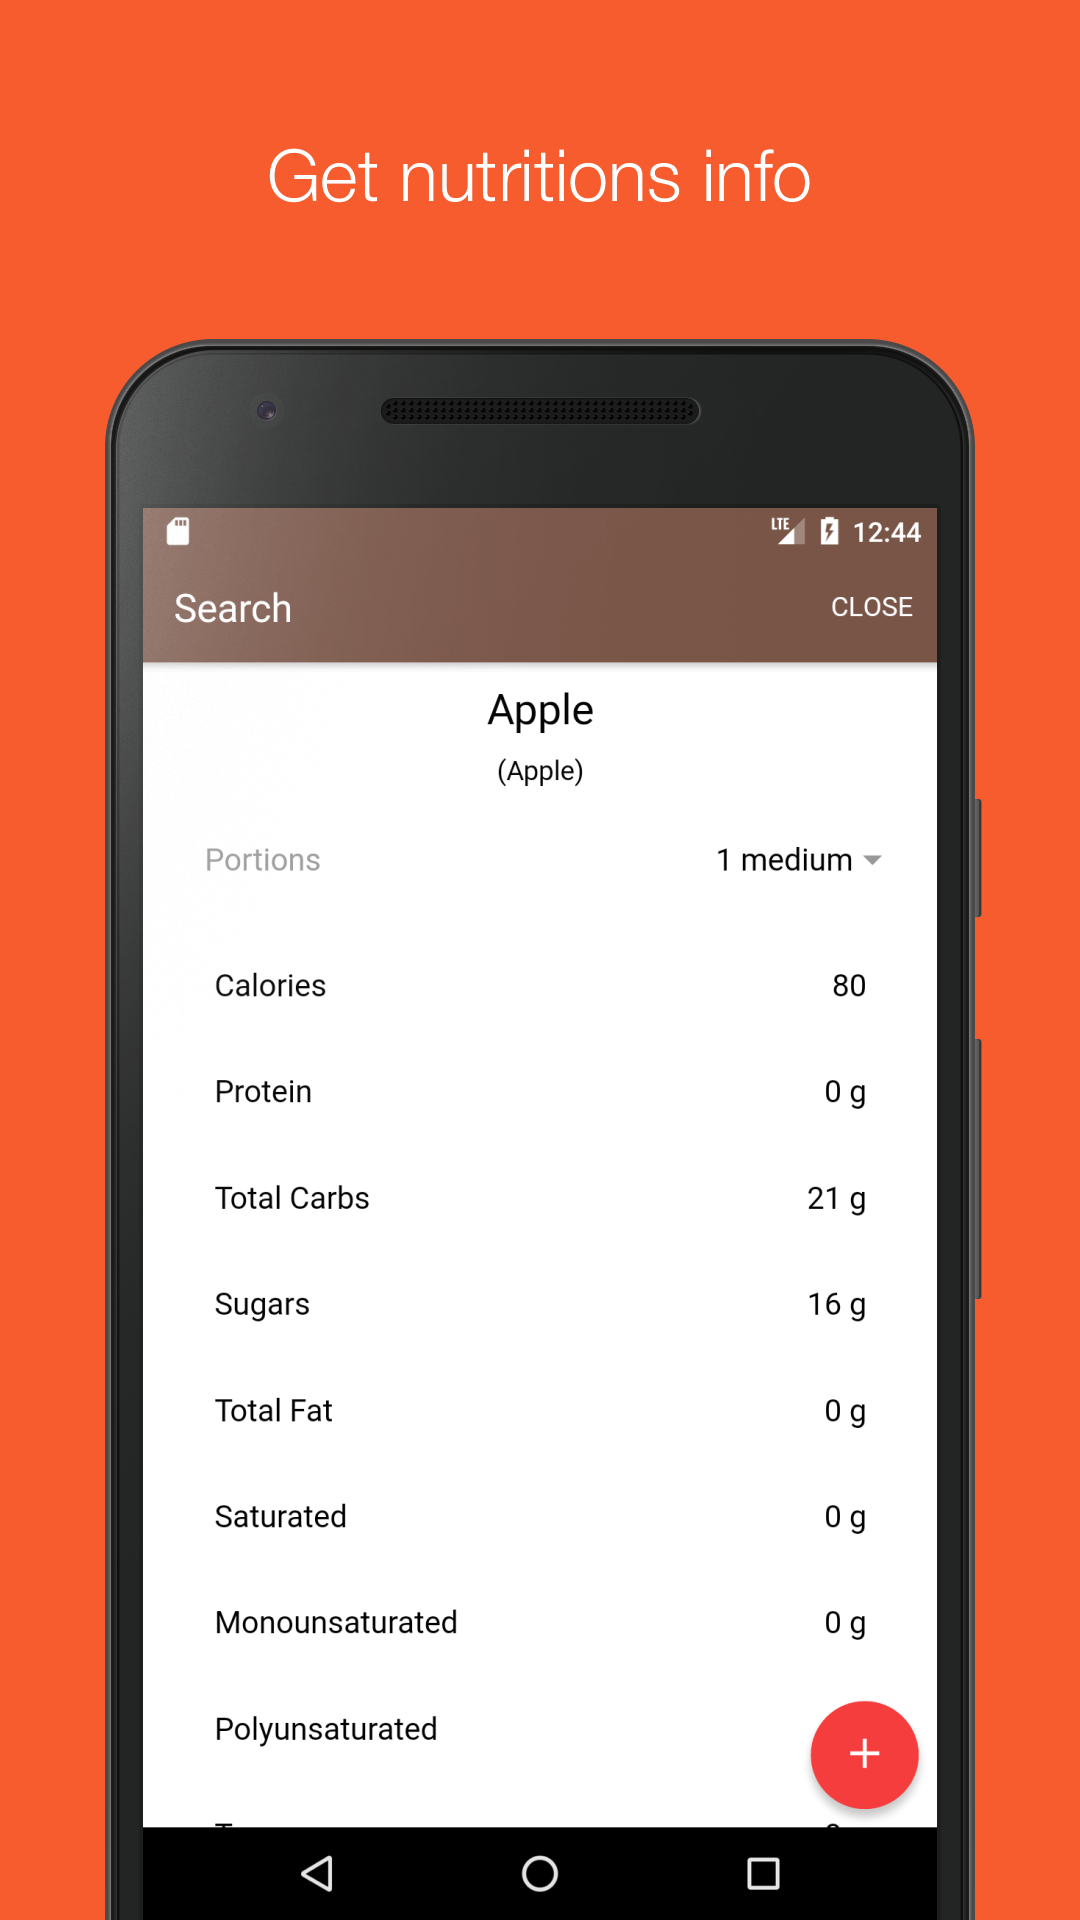 Get nutritions info
LTE 12:44
Search CLOSE
Apple
(Apple)
Portions 1 medium
Calories 80
Protein 0 g
Total Carbs 21 g
Sugars 16 g
Total Fat 0 g
Saturated 0 g
Monounsaturated 0 g
Polyunsaturated